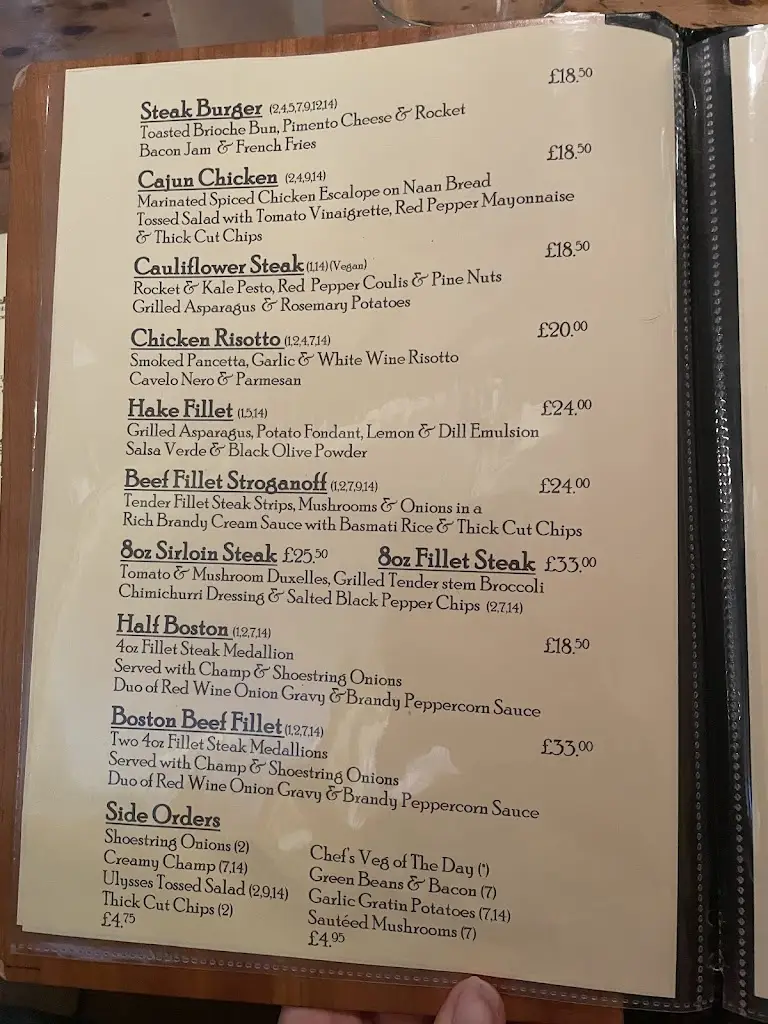 £18.50
Steak Burger (2,4,5,7,9,12,14)
Toasted Brioche Bun, Pimento Cheese & Rocket
Bacon Jam & French Fries
£18.50
Cajun Chicken (2,4,9,14)
Marinated Spiced Chicken Escalope on Naan Bread
Tossed Salad with Tomato Vinaigrette, Red Pepper Mayonnaise
& Thick Cut Chips
£18.50
Cauliflower Steak (1,14) (Vegan)
Rocket & Kale Pesto, Red Pepper Coulis & Pine Nuts
Grilled Asparagus & Rosemary Potatoes
Chicken Risotto (1,2,4,7,14) £20.00
Smoked Pancetta, Garlic & White Wine Risotto
Cavelo Nero & Parmesan
Hake Fillet (1,5,14) £24.00
Grilled Asparagus, Potato Fondant, Lemon & Dill Emulsion
Salsa Verde & Black Olive Powder
Beef Fillet Stroganoff (1,2,7,9,14) £24.00
Tender Fillet Steak Strips, Mushrooms & Onions in a
Rich Brandy Cream Sauce with Basmati Rice & Thick Cut Chips
8oz Sirloin Steak £25.50 8oz Fillet Steak £33.00
Tomato & Mushroom Duxelles, Grilled Tender stem Broccoli
Chimichurri Dressing & Salted Black Pepper Chips (2,7,14)
Half Boston (1,2,7,14) £18.50
4oz Fillet Steak Medallion
Served with Champ & Shoestring Onions
Duo of Red Wine Onion Gravy & Brandy Peppercorn Sauce
Boston Beef Fillet (1,2,7,14) £33.00
Two 4oz Fillet Steak Medallions
Served with Champ & Shoestring Onions
Duo of Red Wine Onion Gravy & Brandy Peppercorn Sauce
Side Orders
Shoestring Onions (2)
Creamy Champ (7,14)
Ulysses Tossed Salad (2,9,14)
Thick Cut Chips (2)
£4.75
Chef's Veg of The Day (*)
Green Beans & Bacon (7)
Garlic Gratin Potatoes (7,14)
Sautéed Mushrooms (7)
£4.95